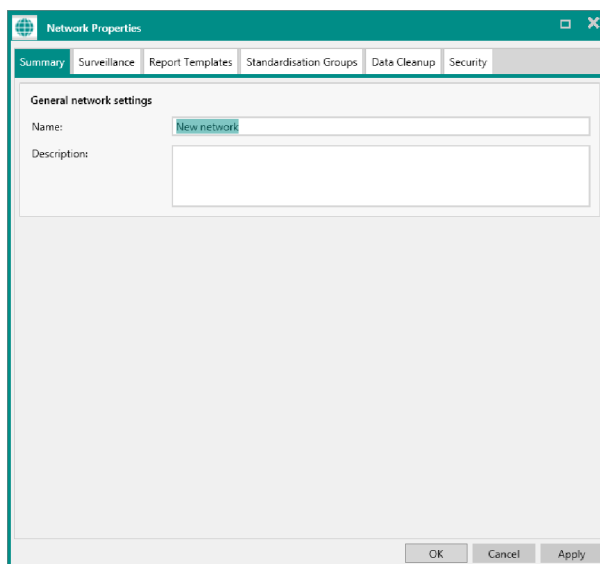 Network Properties
Summary Surveillance Report Templates Standardisation Groups Data Cleanup Security
General network settings
Name: New network
Description:
OK Cancel Apply